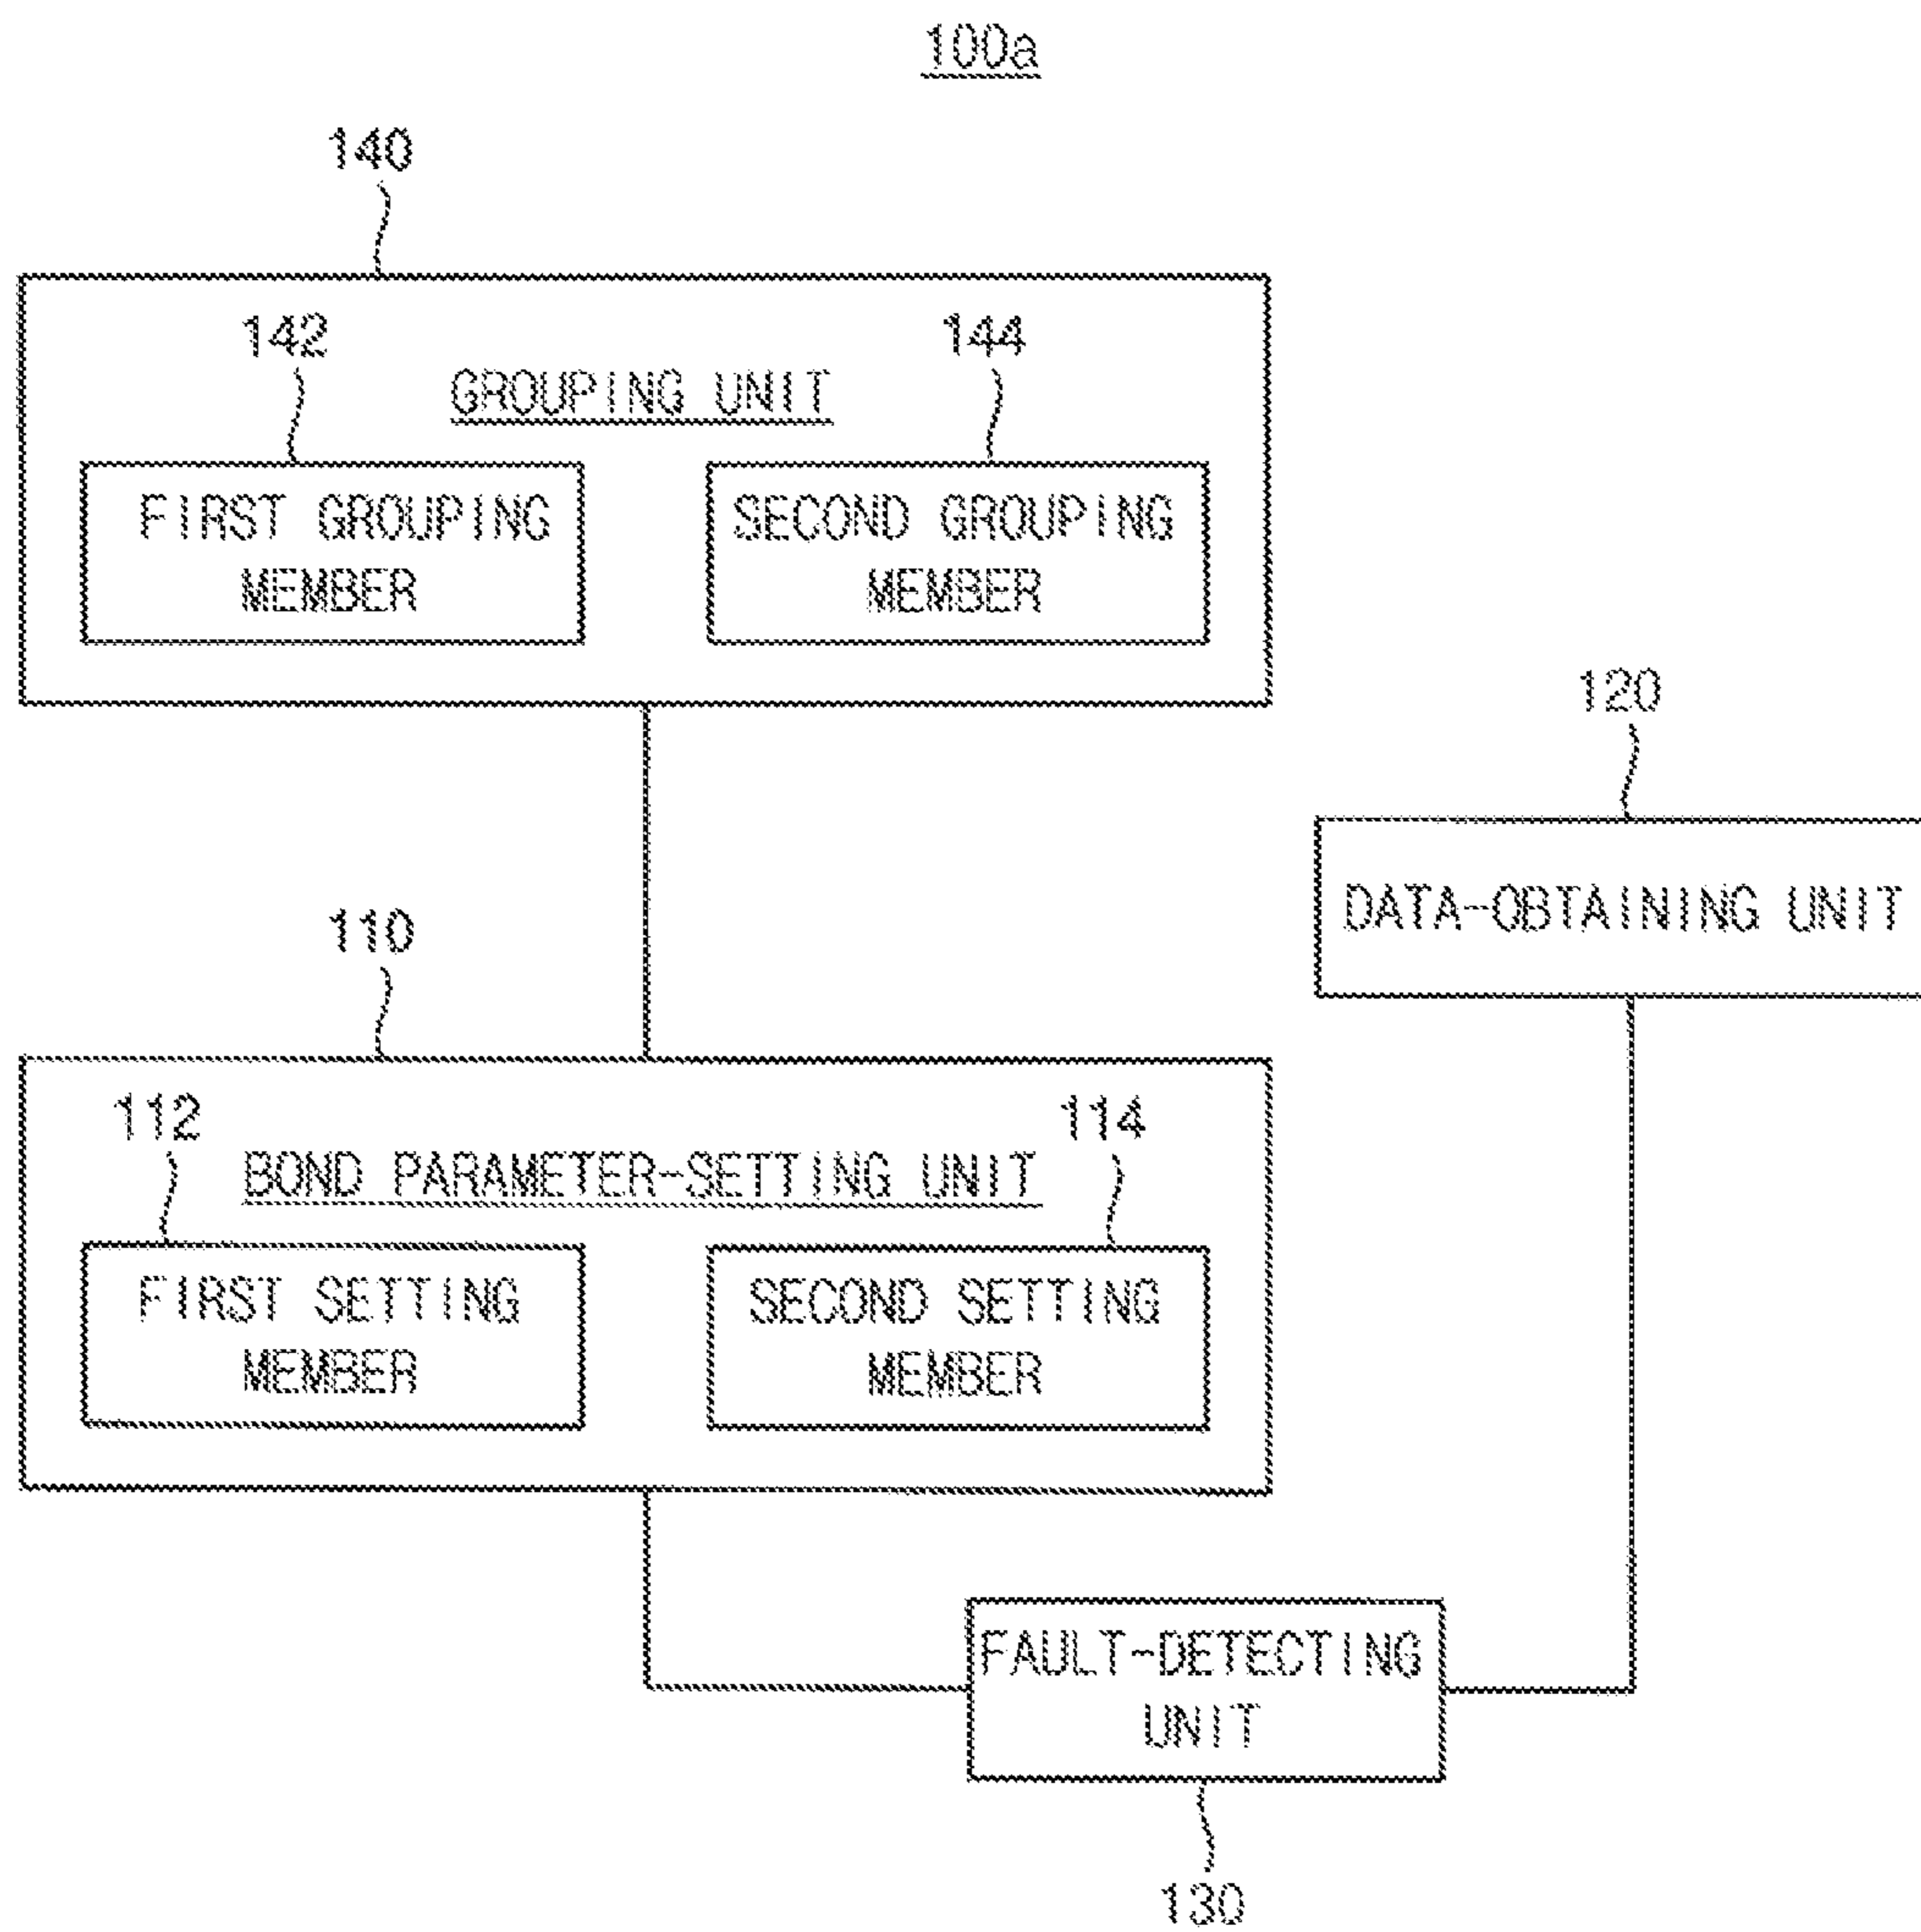 100a
140
142
144
GROUPING UNIT
FIRST GROUPING
MEMBER
SECOND GROUPING
MEMBER
120
DATA-OBTAINING UNIT
110
112
114
BOND PARAMETER-SETTING UNIT
FIRST SETTING
MEMBER
SECOND SETTING
MEMBER
FAULT-DETECTING
UNIT
130